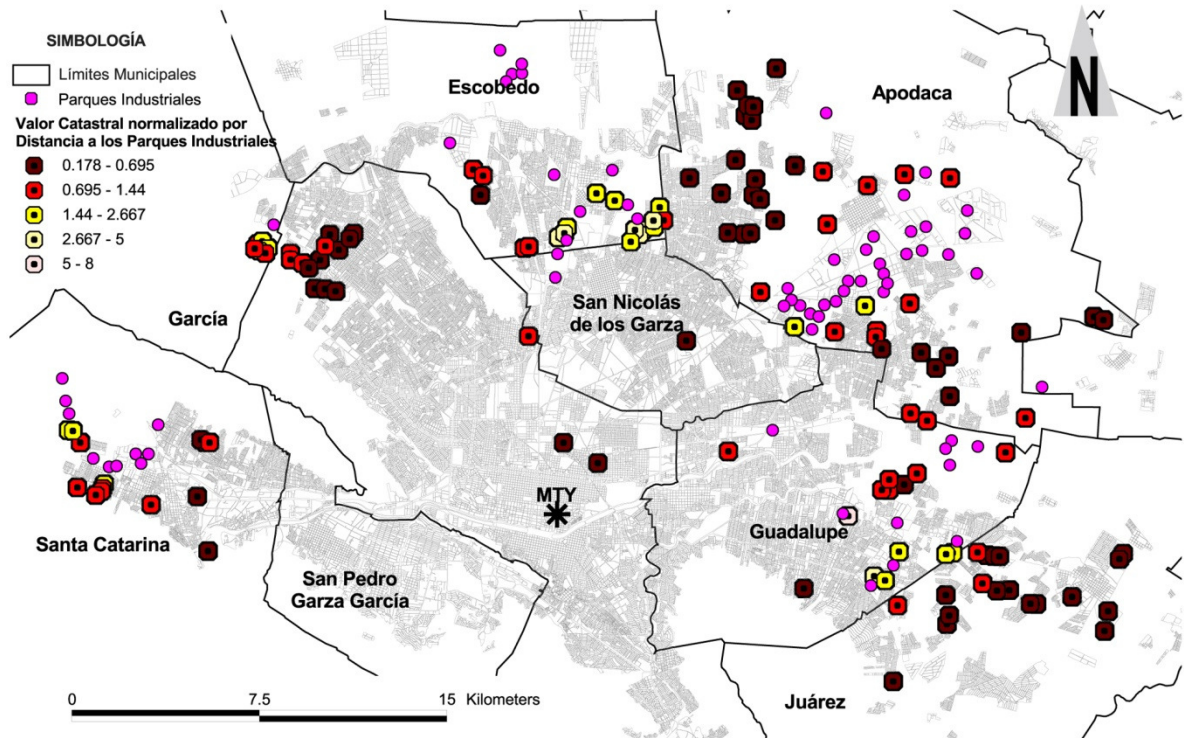 SIMBOLOGÍA
Límites Municipales
Parques Industriales
Valor Catastral normalizado por
Distancia a los Parques Industriales
0.178 - 0.695
0.695 - 1.44
1.44 - 2.667
2.667 - 5
5 - 8
Escobedo
Apodaca
N
García
San Nicolás
de los Garza
MTY
Santa Catarina
Guadalupe
San Pedro
Garza García
Juárez
0 7.5 15 Kilometers